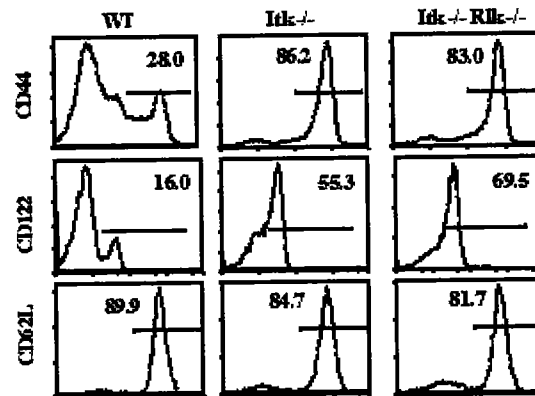 WT Itk-/- Itk-/- Rlk-/-
CD44 28.0 86.2 83.0
CD122 16.0 55.3 69.5
CD62L 89.9 84.7 81.7